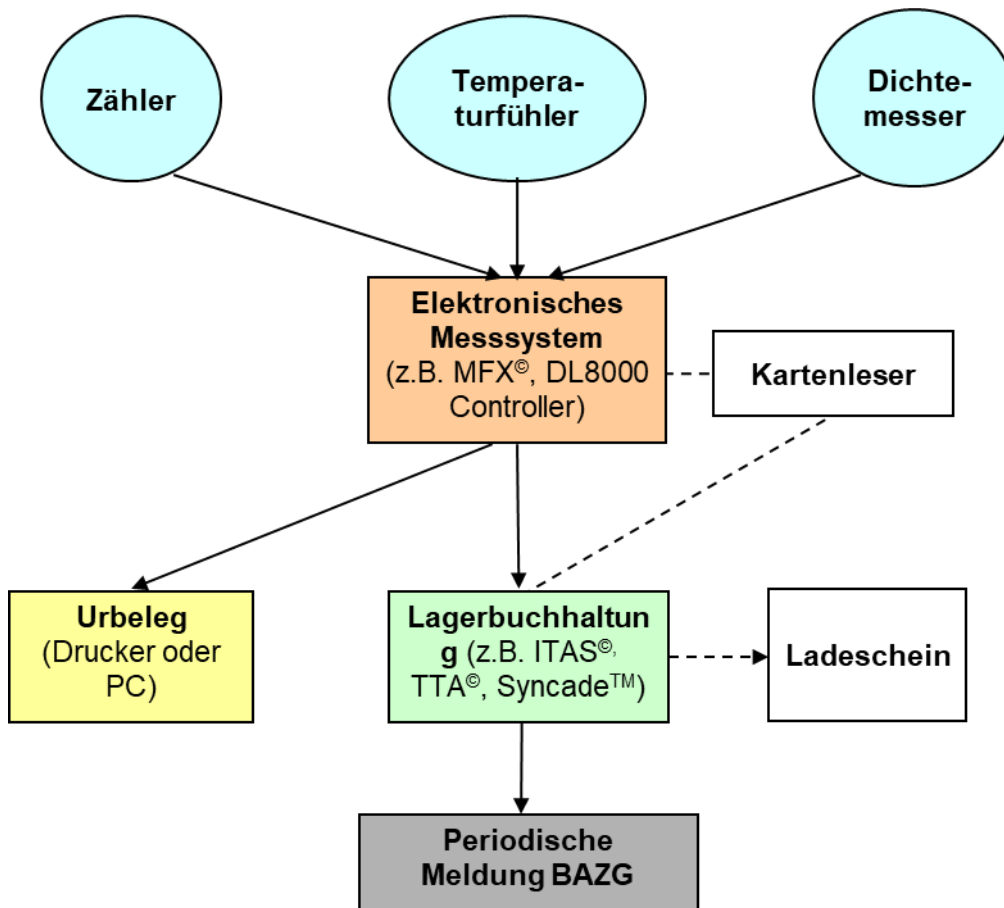 Zähler
Tempera-
turfühler
Dichte-
messer
Elektronisches
Messsystem
(z.B. MFX©, DL8000
Controller)
Kartenleser
Urbeleg
(Drucker oder
PC)
Lagerbuchhaltun
g (z.B. ITAS©,
TTA©, Syncade™)
Ladeschein
Periodische
Meldung BAZG